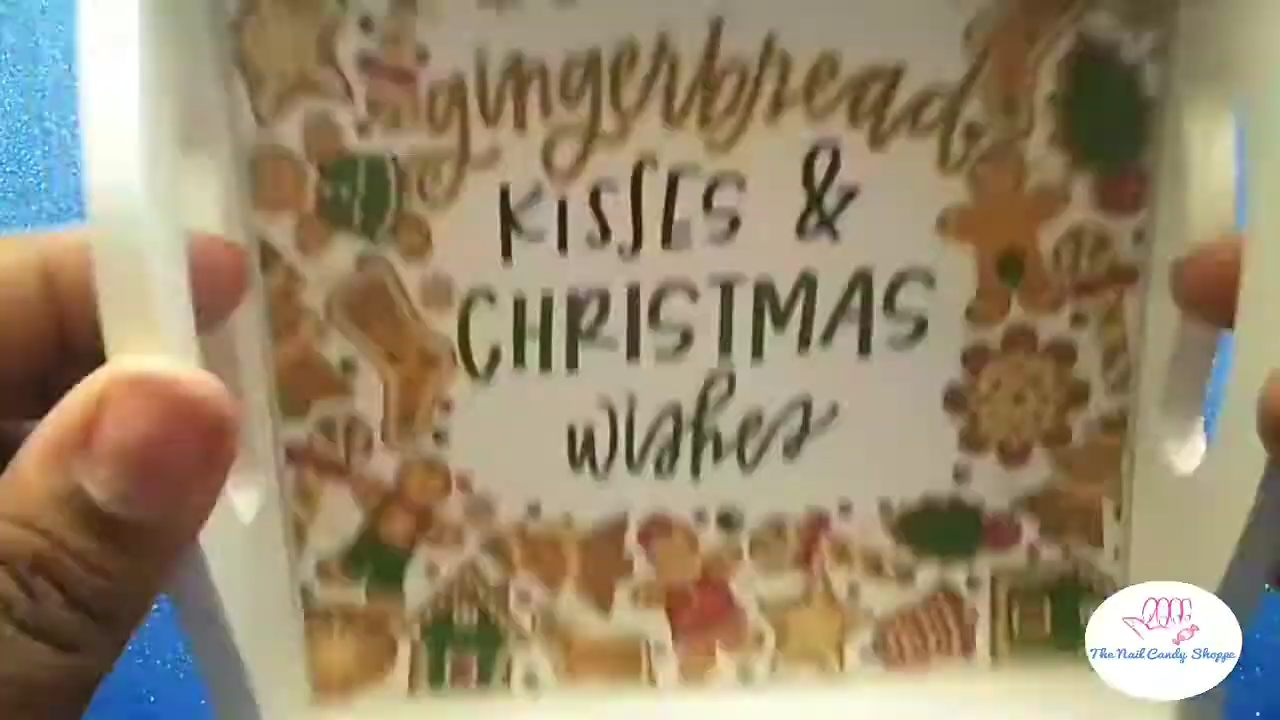 gingerbread
KISSES &
CHRISTMAS
wishes
The Nail Candy Shoppe